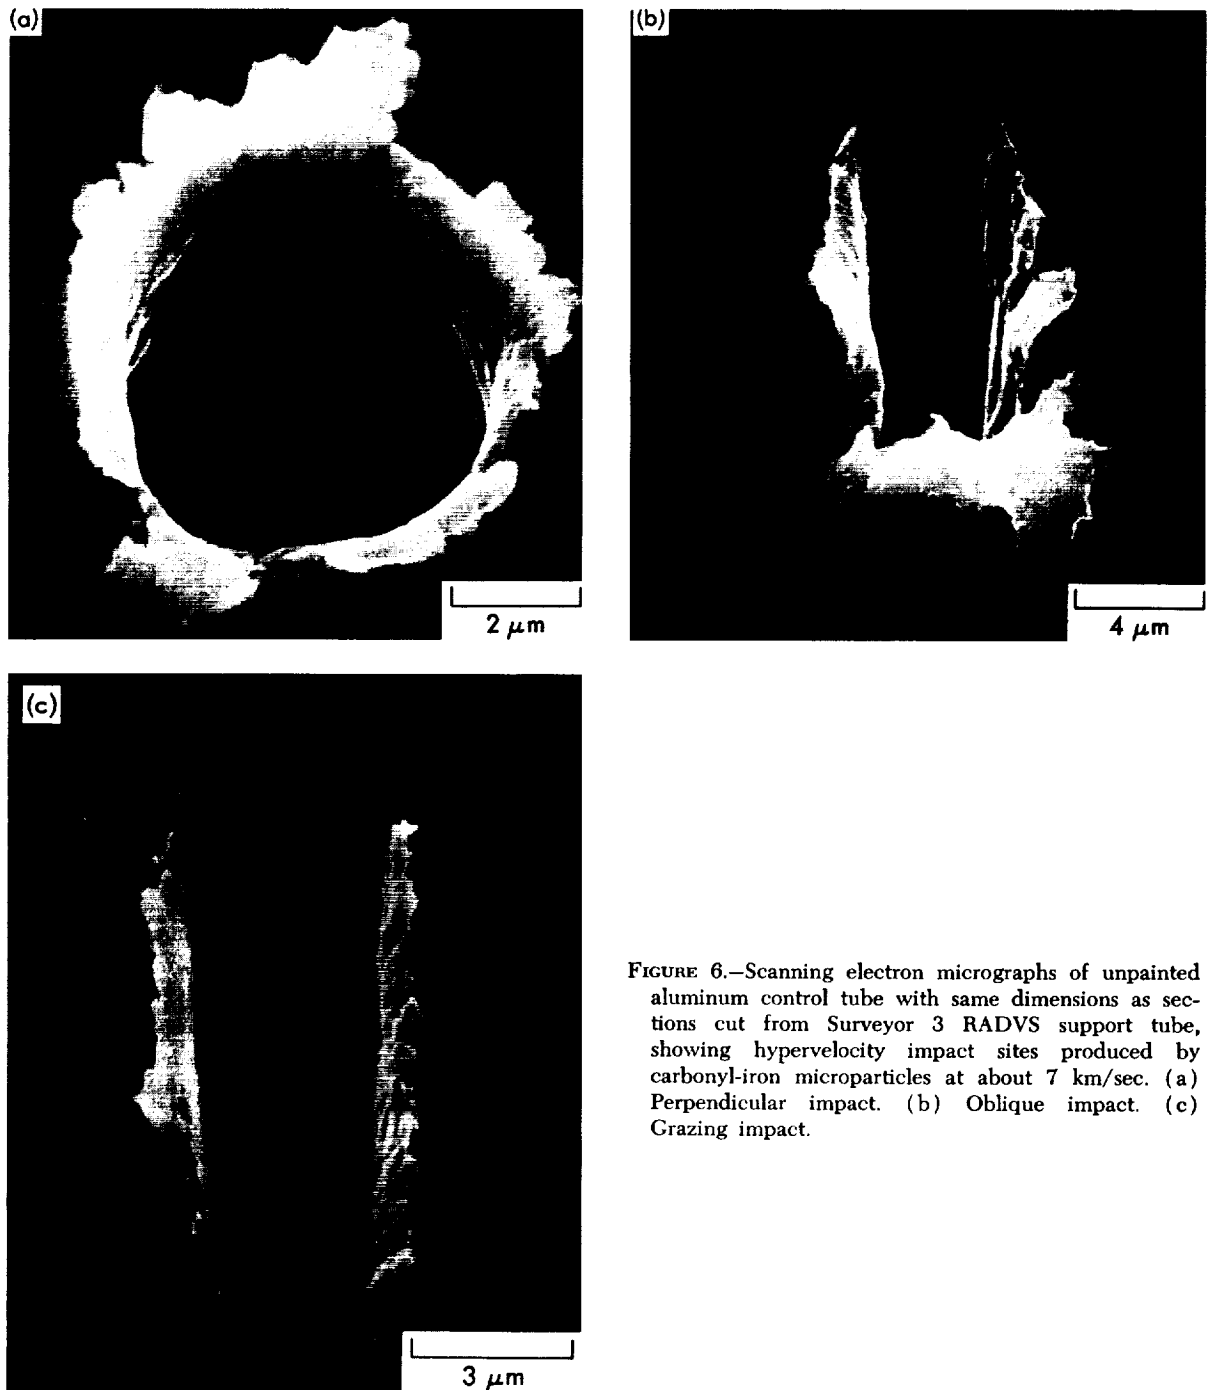 (a)
(b)
2 μm
4 μm
(c)
3 μm
FIGURE 6.—Scanning electron micrographs of unpainted
aluminum control tube with same dimensions as sec-
tions cut from Surveyor 3 RADVS support tube,
showing hypervelocity impact sites produced by
carbonyl-iron microparticles at about 7 km/sec. (a)
Perpendicular impact. (b) Oblique impact. (c)
Grazing impact.